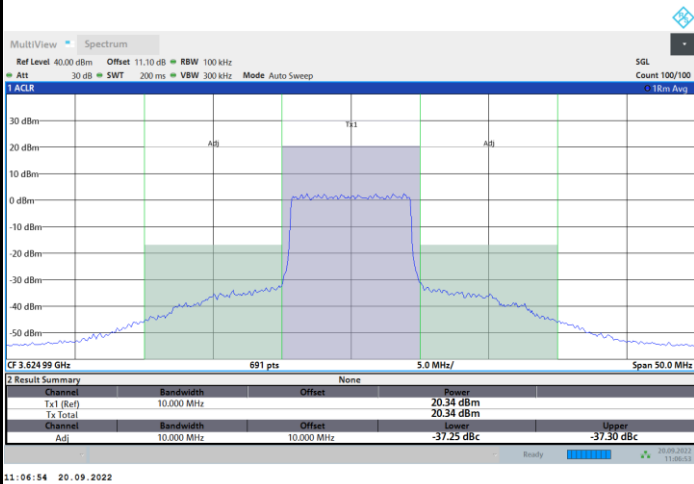 MultiView Spectrum
Ref Level 40.00 dBm Offset 11.10 dB RBW 100 kHz SGL
Att 30 dB SWT 200 ms VBW 300 kHz Mode Auto Sweep Count 100/100
1 ACLR 1Rm Avg
30 dBm
Tx1
20 dBm
Adj Adj
10 dBm
0 dBm
-10 dBm
-20 dBm
-30 dBm
-40 dBm
-50 dBm
CF 3.624 99 GHz 691 pts 5.0 MHz/ Span 50.0 MHz
2 Result Summary None
Channel Bandwidth Offset Power
Tx1 (Ref) 10.000 MHz 20.34 dBm
Tx Total 20.34 dBm
Channel Bandwidth Offset Lower Upper
Adj 10.000 MHz 10.000 MHz -37.25 dBc -37.30 dBc
Ready 20.09.2022
11:06:53
11:06:54 20.09.2022